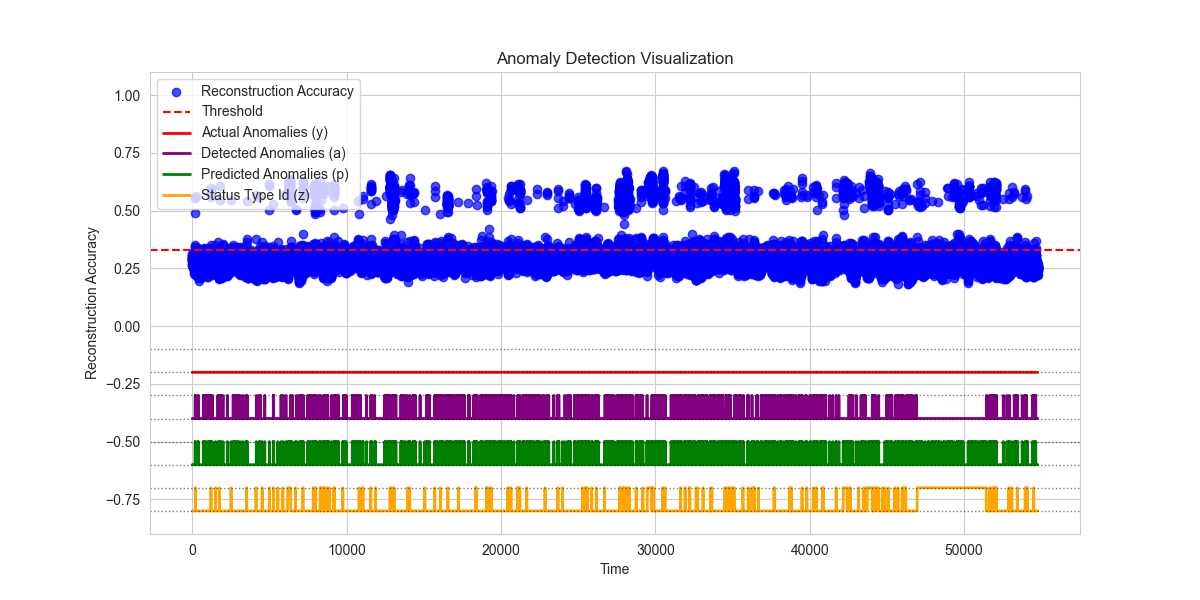 Anomaly Detection Visualization
Reconstruction Accuracy
Threshold
Actual Anomalies (y)
Detected Anomalies (a)
Predicted Anomalies (p)
Status Type Id (z)
Reconstruction Accuracy
1.00
0.75
0.50
0.25
0.00
−0.25
−0.50
−0.75
0 10000 20000 30000 40000 50000
Time